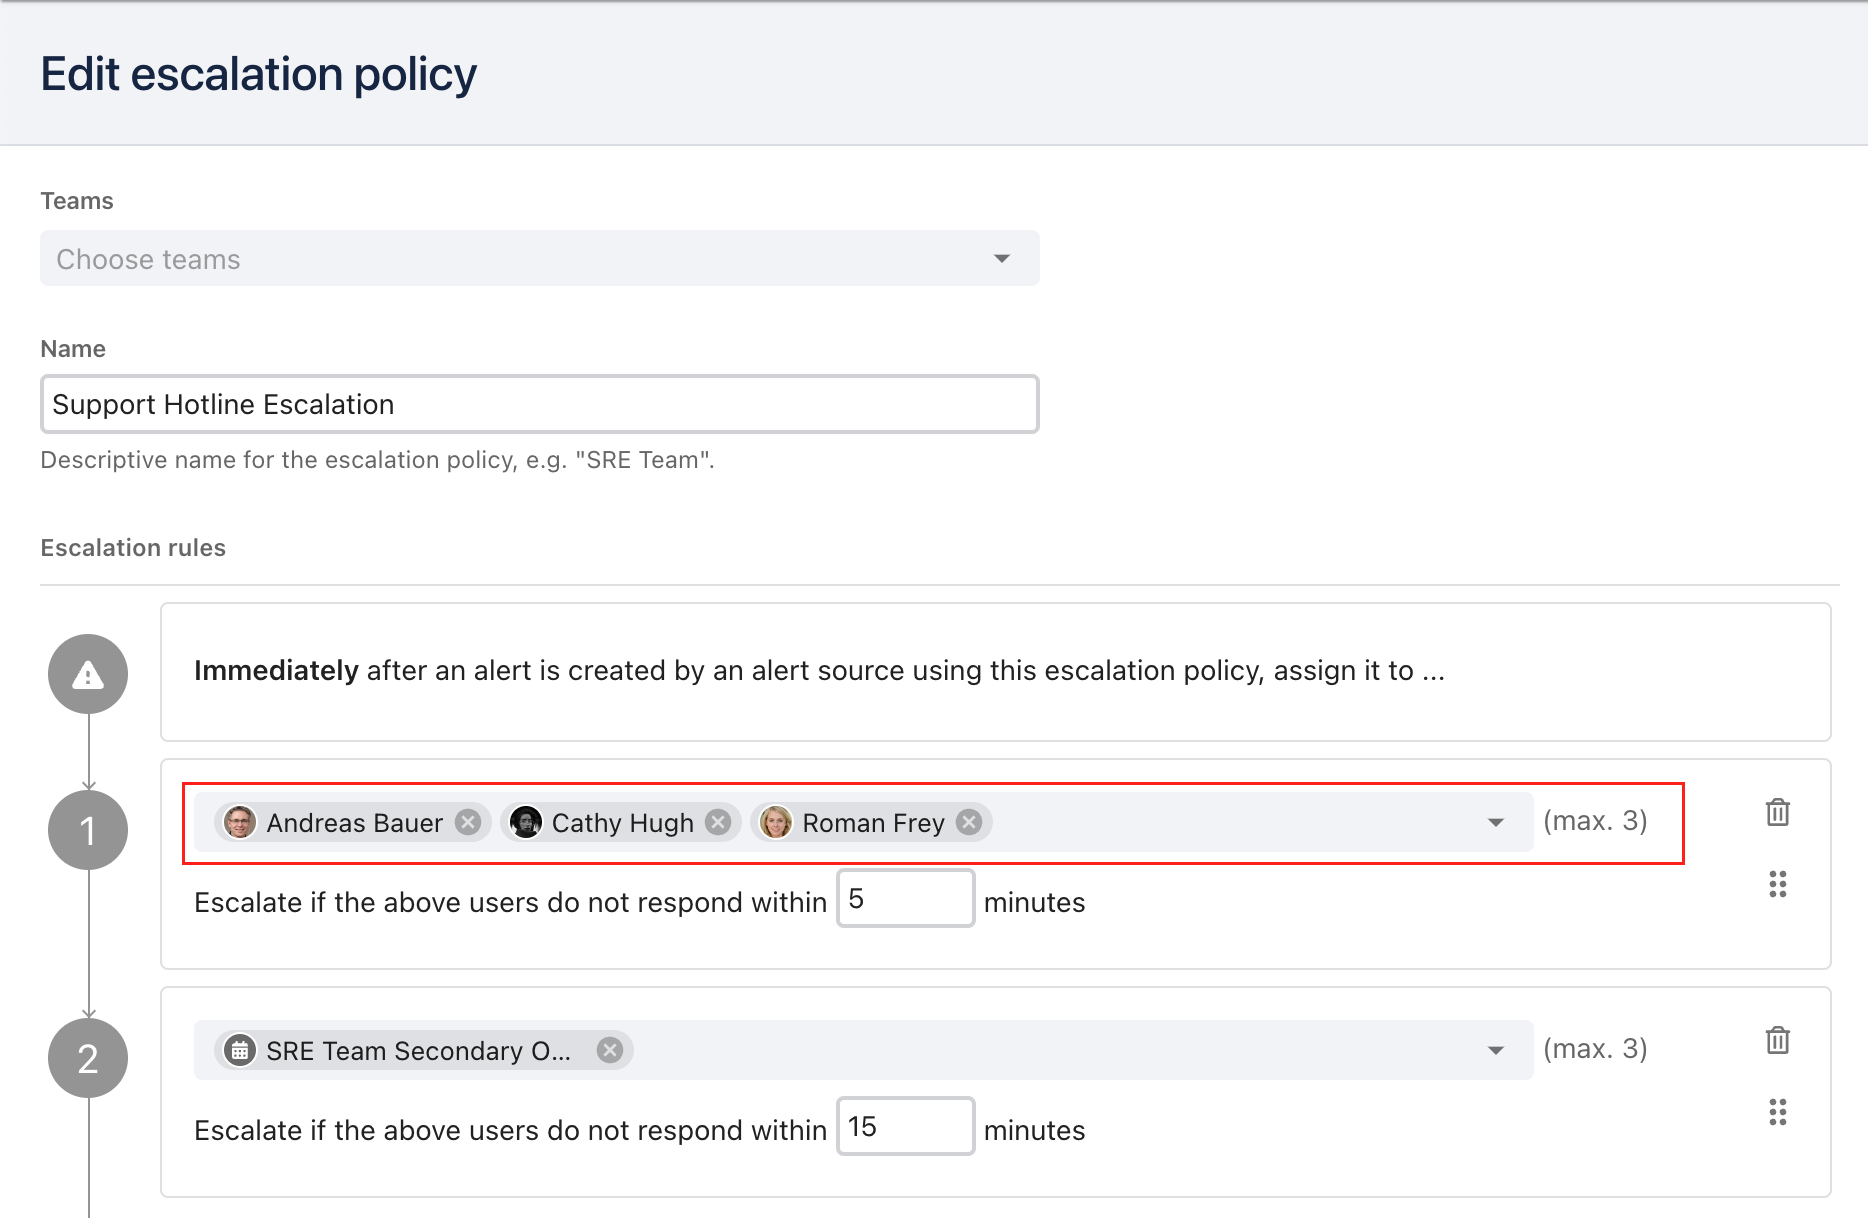 Edit escalation policy
Teams
Choose teams
Name
Support Hotline Escalation
Descriptive name for the escalation policy, e.g. "SRE Team".
Escalation rules
Immediately after an alert is created by an alert source using this escalation policy, assign it to ...
1
Andreas Bauer Cathy Hugh Roman Frey (max. 3)
Escalate if the above users do not respond within 5 minutes
2
SRE Team Secondary O... (max. 3)
Escalate if the above users do not respond within 15 minutes